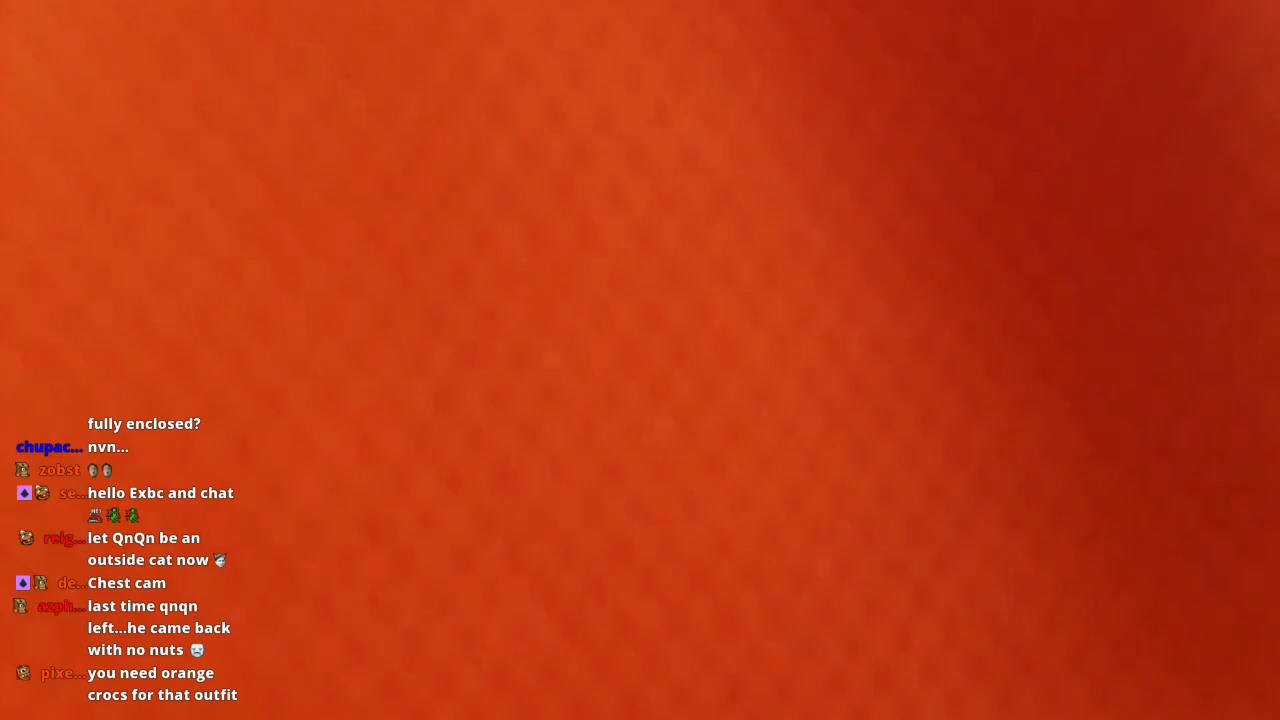 fully enclosed?
chupac... nvn...
zobst
se... hello Exbc and chat
reig... let QnQn be an
outside cat now
de... Chest cam
azph... last time qnqn
left...he came back
with no nuts
pixe... you need orange
crocs for that outfit